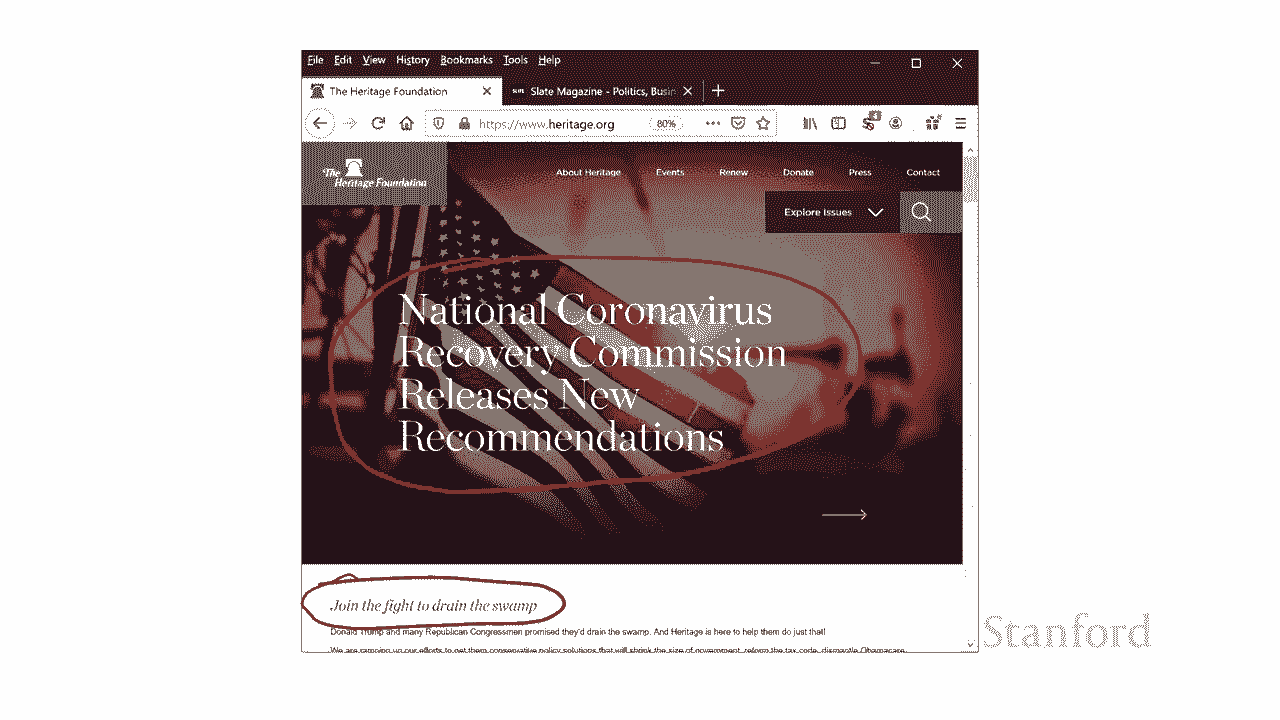 File Edit View History Bookmarks Tools Help
The Heritage Foundation Slate Magazine - Politics, Busin
https://www.heritage.org 80%
The Heritage Foundation
About Heritage Events Renew Donate Press Contact
Explore Issues
National Coronavirus
Recovery Commission
Releases New
Recommendations
Join the fight to drain the swamp
Donald Trump and many Republican Congressmen promised they'd drain the swamp. And Heritage is here to help them do just that!
We are ramping up our efforts to get them conservative policy solutions that will shrink the size of government, reform the tax code, dismantle Obamacare,
Stanford